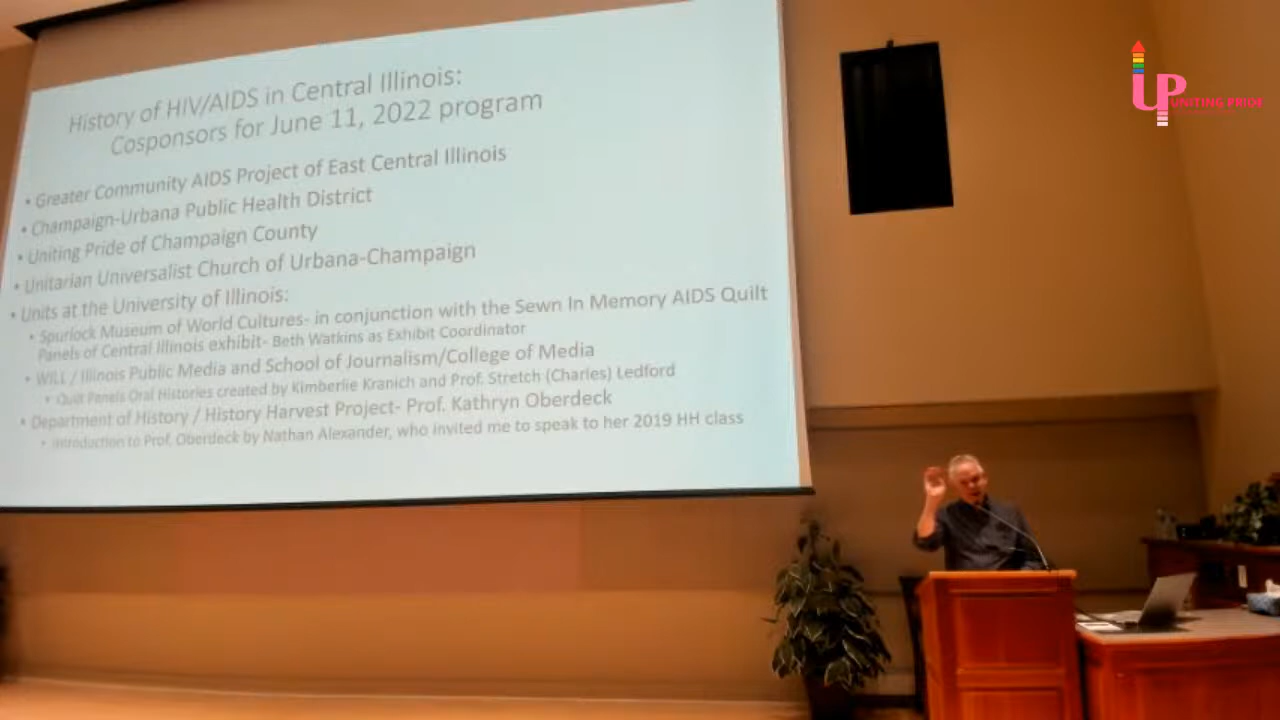 History of HIV/AIDS in Central Illinois:
Cosponsors for June 11, 2022 program
• Greater Community AIDS Project of East Central Illinois
• Champaign-Urbana Public Health District
• Uniting Pride of Champaign County
• Unitarian Universalist Church of Urbana-Champaign
• Units at the University of Illinois:
• Spurlock Museum of World Cultures- in conjunction with the Sewn In Memory AIDS Quilt
Panels of Central Illinois exhibit- Beth Watkins as Exhibit Coordinator
• WILL / Illinois Public Media and School of Journalism/College of Media
• Quilt Panels Oral Histories created by Kimberlie Kranich and Prof. Stretch (Charles) Ledford
• Department of History / History Harvest Project- Prof. Kathryn Oberdeck
• Introduction to Prof. Oberdeck by Nathan Alexander, who invited me to speak to her 2019 HH class
UP
UNITING PRIDE